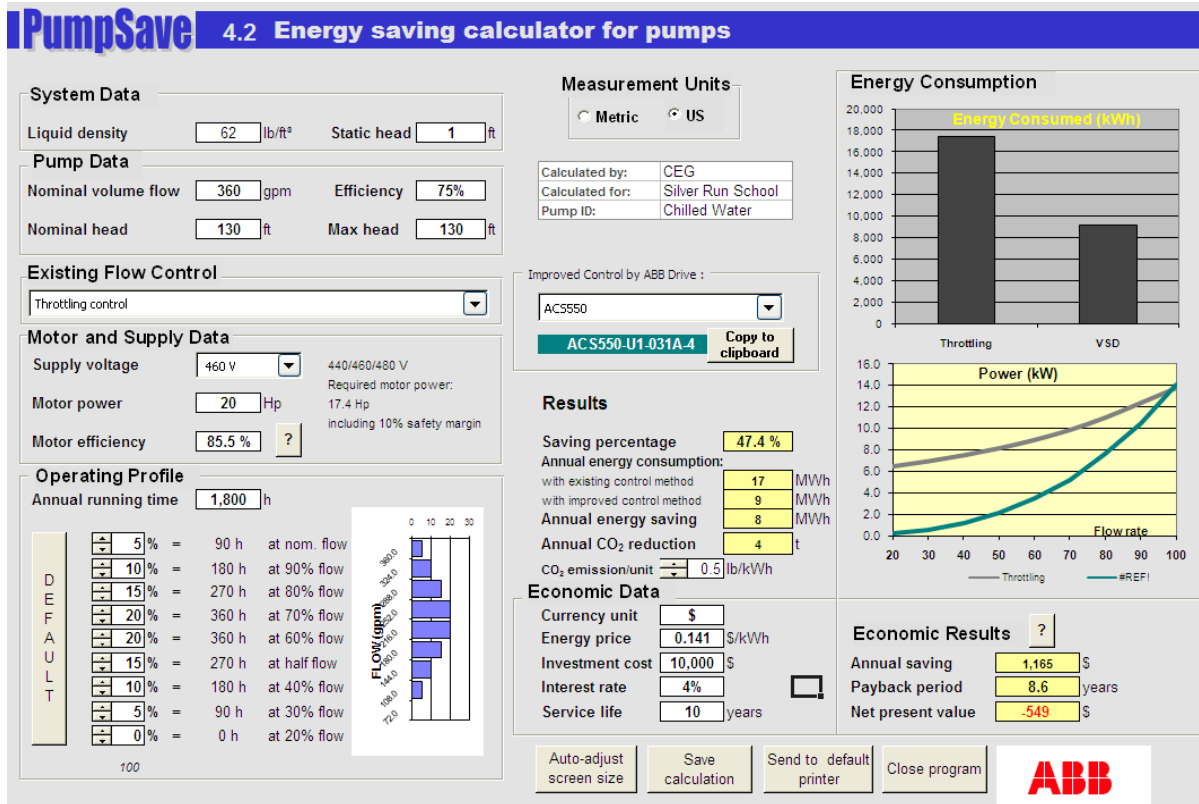 PumpSave 4.2 Energy saving calculator for pumps
System Data
Liquid density 62 lb/ft³ Static head 1 ft
Pump Data
Nominal volume flow 360 gpm Efficiency 75%
Nominal head 130 ft Max head 130 ft
Existing Flow Control
Throttling control
Motor and Supply Data
Supply voltage 460 V 440/460/480 V
Required motor power:
Motor power 20 Hp 17.4 Hp
including 10% safety margin
Motor efficiency 85.5 % ?
Operating Profile
Annual running time 1,800 h
DEFAULT
5 % = 90 h at nom. flow
10 % = 180 h at 90% flow
15 % = 270 h at 80% flow
20 % = 360 h at 70% flow
20 % = 360 h at 60% flow
15 % = 270 h at half flow
10 % = 180 h at 40% flow
5 % = 90 h at 30% flow
0 % = 0 h at 20% flow
100
0 10 20 30
FLOW (gpm)
360.0
324.0
288.0
252.0
216.0
180.0
144.0
108.0
72.0
Measurement Units
Metric US
Calculated by: CEG
Calculated for: Silver Run School
Pump ID: Chilled Water
Improved Control by ABB Drive :
ACS550
ACS550-U1-031A-4 Copy to clipboard
Results
Saving percentage 47.4 %
Annual energy consumption:
with existing control method 17 MWh
with improved control method 9 MWh
Annual energy saving 8 MWh
Annual CO₂ reduction 4 t
CO₂ emission/unit 0.5 lb/kWh
Economic Data
Currency unit $
Energy price 0.141 $/kWh
Investment cost 10,000 $
Interest rate 4%
Service life 10 years
Energy Consumption
Energy Consumed (kWh)
20,000
18,000
16,000
14,000
12,000
10,000
8,000
6,000
4,000
2,000
0
Throttling VSD
Power (kW)
16.0
14.0
12.0
10.0
8.0
6.0
4.0
2.0
0.0
Flow rate
20 30 40 50 60 70 80 90 100
Throttling #REF!
Economic Results ?
Annual saving 1,165 $
Payback period 8.6 years
Net present value -549 $
Auto-adjust screen size
Save calculation
Send to default printer
Close program
ABB